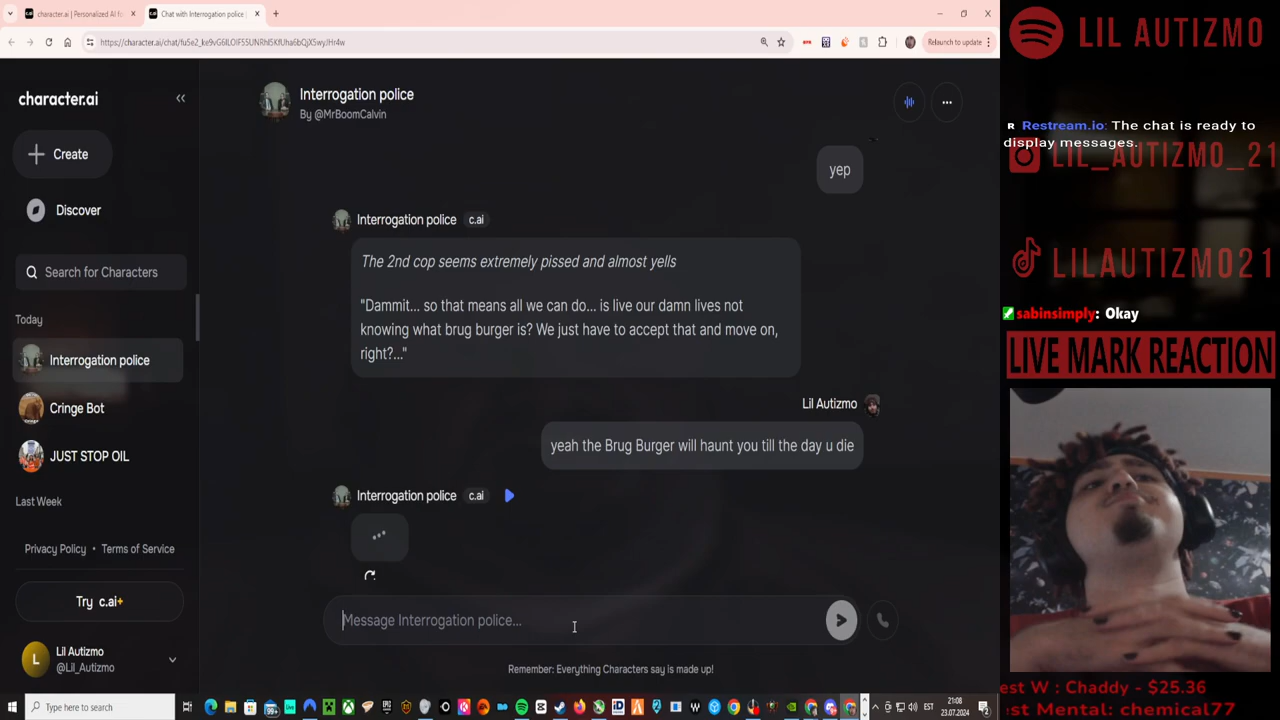 character.ai | Personalized AI for
Chat with Interrogation police |
Relaunch to update
character.ai
Create
Discover
Search for Characters
Today
Interrogation police
Cringe Bot
JUST STOP OIL
Last Week
Privacy Policy • Terms of Service
Try c.ai+
L
Lil Autizmo
@Lil_Autizmo
Interrogation police
By @MrBoomCalvin
yep
Interrogation police c.ai
The 2nd cop seems extremely pissed and almost yells
"Dammit... so that means all we can do... is live our damn lives not
knowing what brug burger is? We just have to accept that and move on,
right?..."
Lil Autizmo
yeah the Brug Burger will haunt you till the day u die
Interrogation police c.ai
Message Interrogation police...
Remember: Everything Characters say is made up!
Type here to search
99+
EST
21:08
23.07.2024
2
LIL AUTIZMO
R Restream.io: The chat is ready to
display messages.
LIL_AUTIZMO_21
LILAUTIZMO21
sabinsimply: Okay
LIVE MARK REACTION
est W : Chaddy - $25.36
est Mental: chemical77